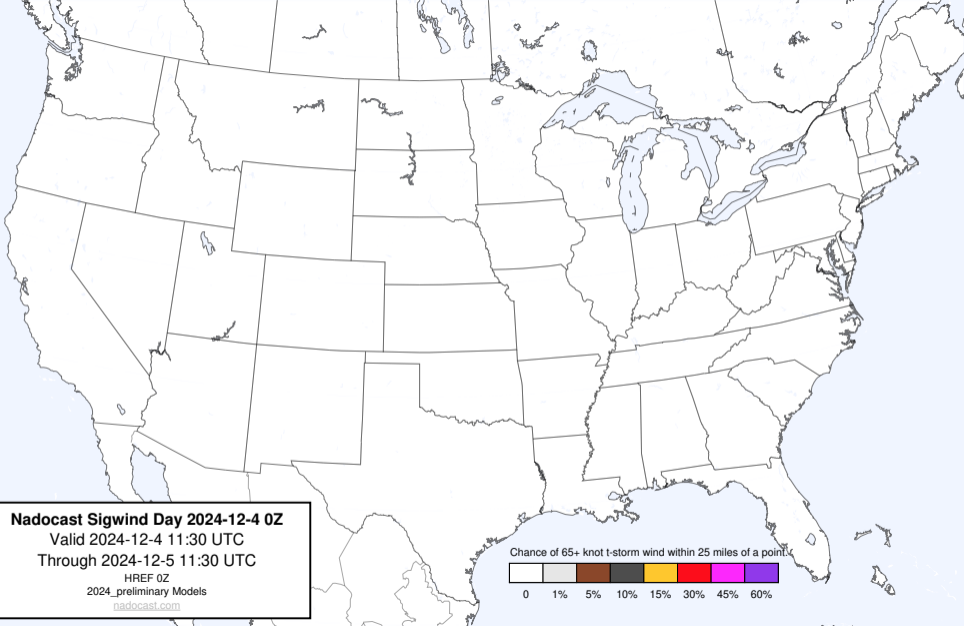 Nadocast Sigwind Day 2024-12-4 0Z
Valid 2024-12-4 11:30 UTC
Through 2024-12-5 11:30 UTC
HREF 0Z
2024_preliminary Models
nadocast.com
Chance of 65+ knot t-storm wind within 25 miles of a point.
0 1% 5% 10% 15% 30% 45% 60%